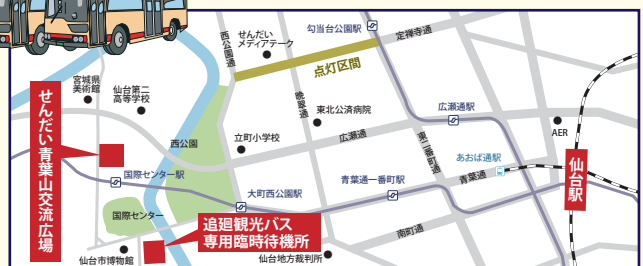 勾当台公園駅
定禅寺通
せんだい
メディアテーク
西公園通
点灯区間
宮城県
美術館
仙台第二
高等学校
晩翠通
東北公済病院
広瀬通駅
せんだい青葉山交流広場
西公園
立町小学校
広瀬通
東二番町通
AER
あおば通駅
仙台駅
国際センター駅
青葉通一番町駅
青葉通
大町西公園駅
国際センター
追廻観光バス
専用臨時待機所
南町通
仙台市博物館
仙台地方裁判所